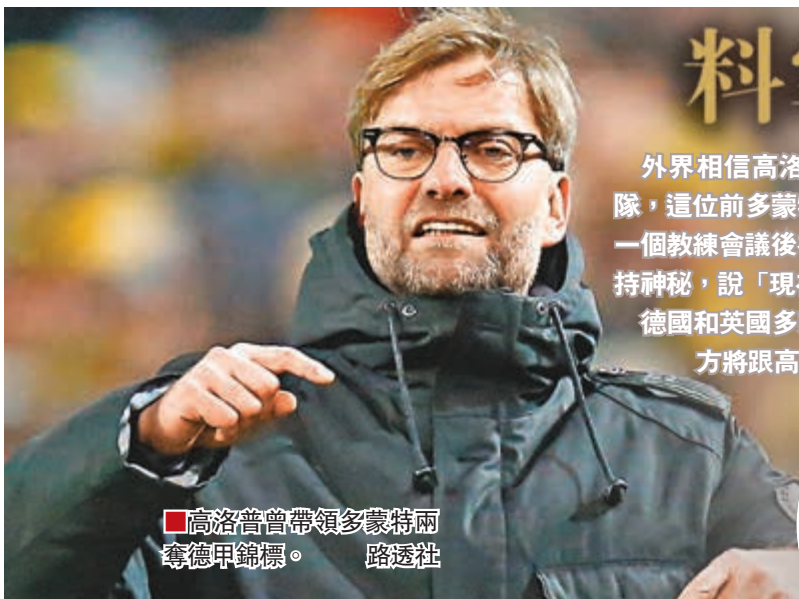 料
外界相信高洛
隊，這位前多蒙
一個教練會議後
持神秘，說「現
德國和英國多
方將跟高
■高洛普曾帶領多蒙特兩
奪德甲錦標。 路透社